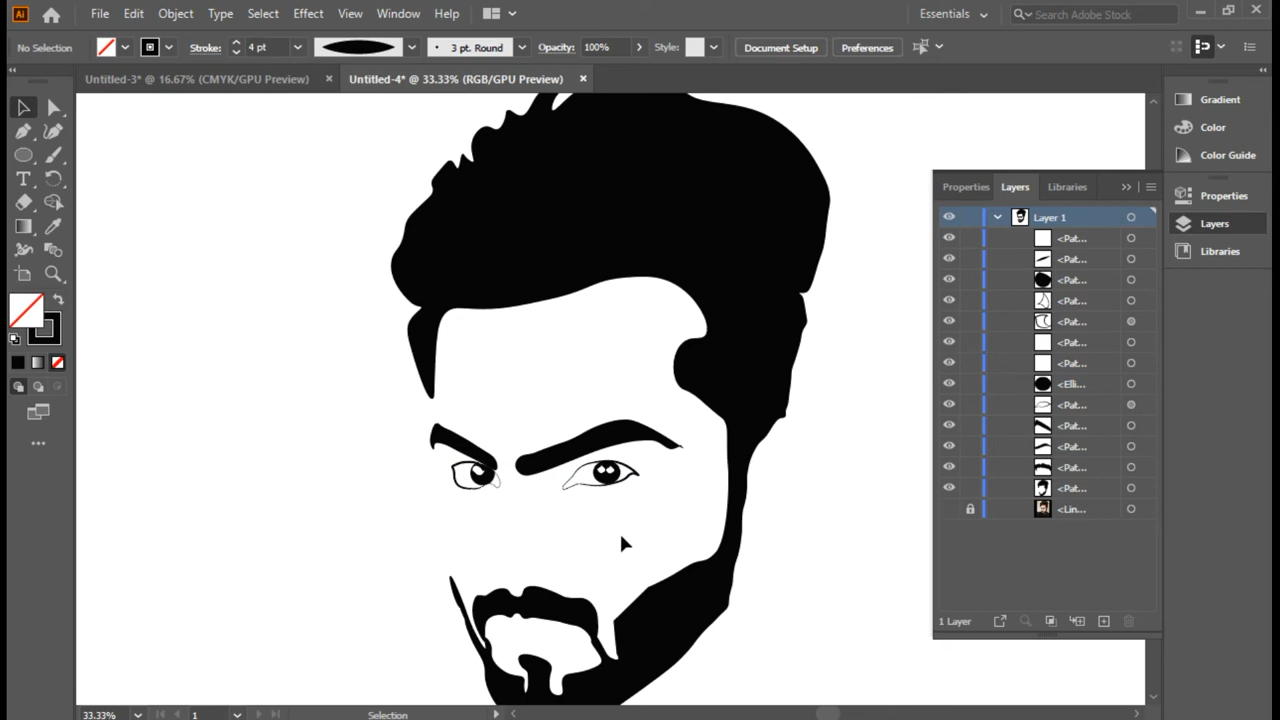 Ai File Edit Object Type Select Effect View Window Help Essentials Search Adobe Stock
No Selection Stroke: 4 pt 3 pt. Round Opacity: 100% Style: Document Setup Preferences
Untitled-3* @ 16.67% (CMYK/GPU Preview) × Untitled-4* @ 33.33% (RGB/GPU Preview) ×
Gradient
Color
Color Guide
Properties
Layers
Libraries
Properties Layers Libraries
Layer 1
<Pat...
<Pat...
<Pat...
<Pat...
<Pat...
<Pat...
<Pat...
<Elli...
<Pat...
<Pat...
<Pat...
<Pat...
<Pat...
<Lin...
1 Layer
33.33% 1 Selection